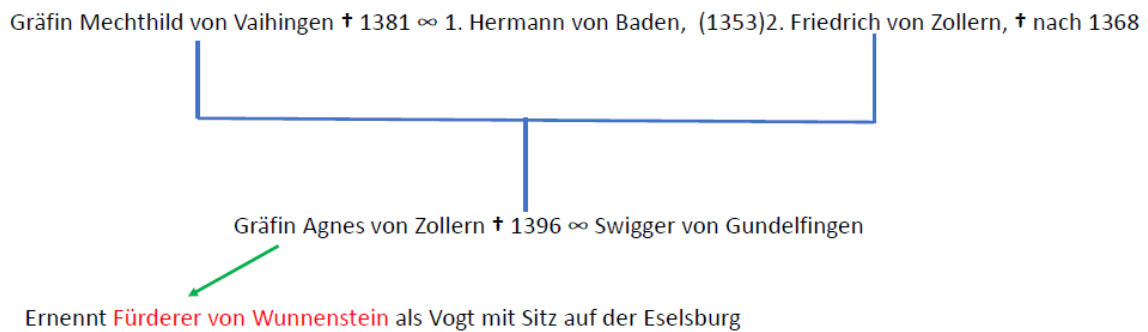 Gräfin Mechthild von Vaihingen ✝ 1381 ∞ 1. Hermann von Baden, (1353)2. Friedrich von Zollern, ✝ nach 1368
Gräfin Agnes von Zollern ✝ 1396 ∞ Swigger von Gundelfingen
Ernennt Fürderer von Wunnenstein als Vogt mit Sitz auf der Eselsburg